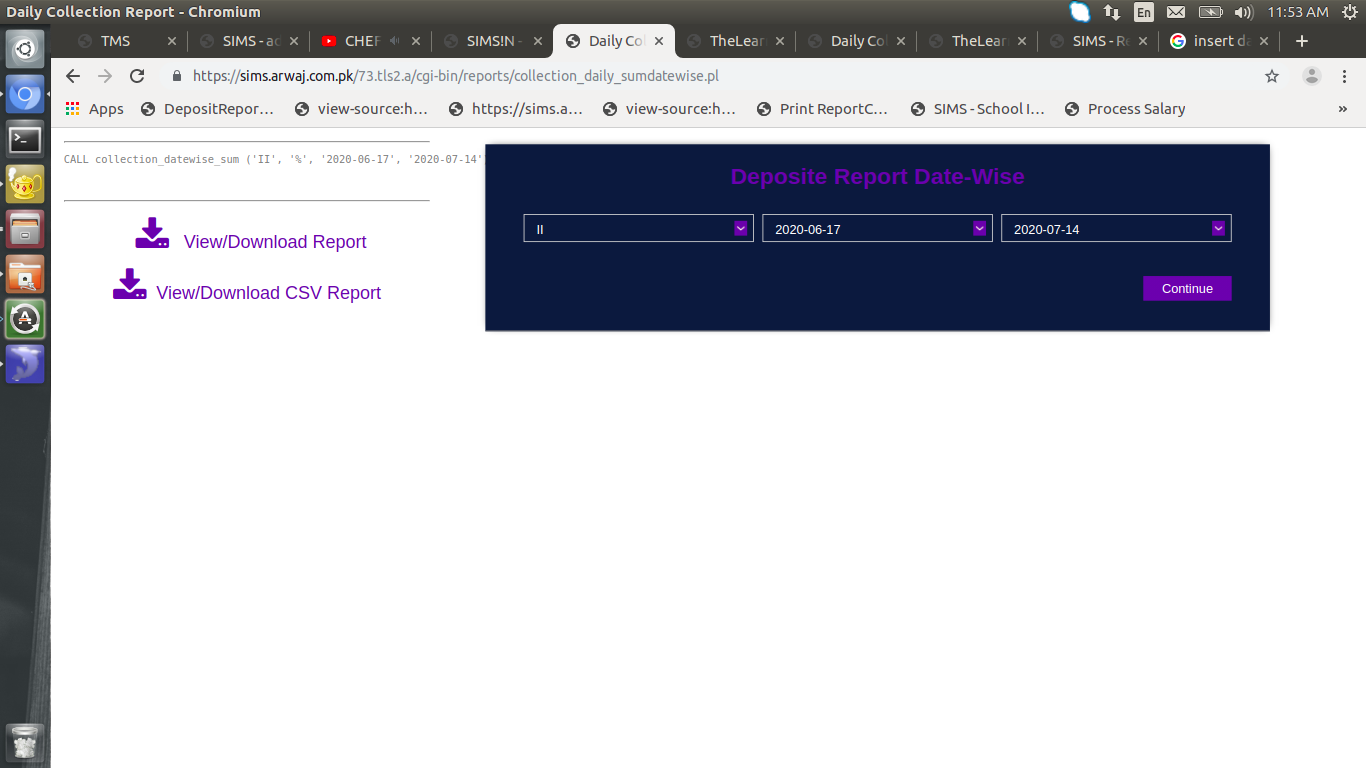 Daily Collection Report - Chromium
En
11:53 AM
TMS
SIMS - ad
CHEF
SIMS!N -
Daily Col
TheLearn
Daily Col
TheLearn
SIMS - Re
insert da
https://sims.arwaj.com.pk/73.tls2.a/cgi-bin/reports/collection_daily_sumdatewise.pl
Apps
DepositRepor...
view-source:h...
https://sims.a...
view-source:h...
Print ReportC...
SIMS - School I...
Process Salary
»
CALL collection_datewise_sum ('II', '%', '2020-06-17', '2020-07-14'
View/Download Report
View/Download CSV Report
Deposite Report Date-Wise
II
2020-06-17
2020-07-14
Continue